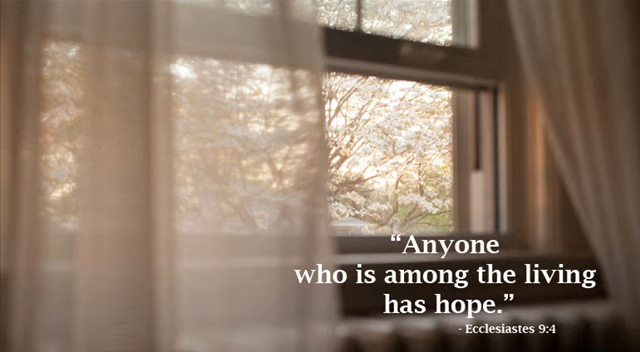 “Anyone
who is among the living
has hope.”
- Ecclesiastes 9:4